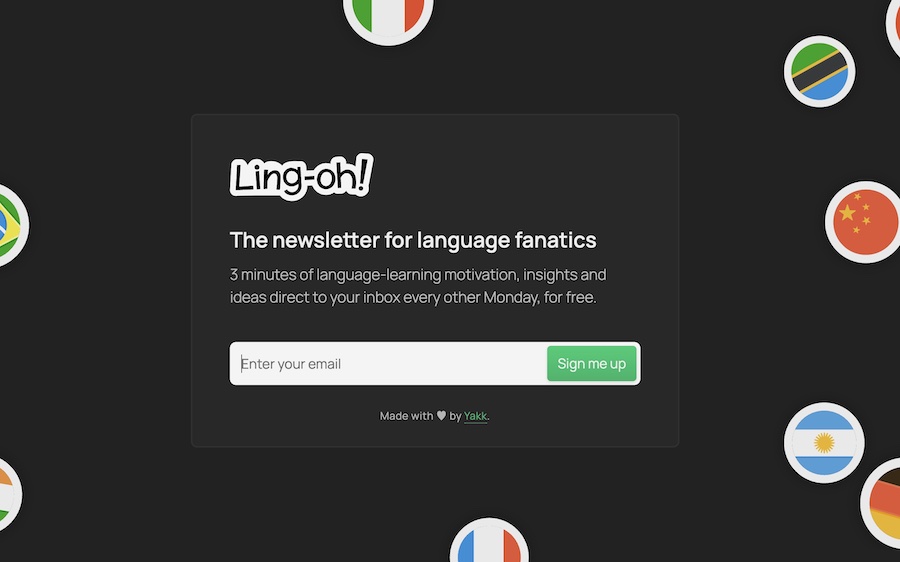 Ling-oh!
The newsletter for language fanatics
3 minutes of language-learning motivation, insights and
ideas direct to your inbox every other Monday, for free.
Enter your email
Sign me up
Made with 🖤 by Yakk.